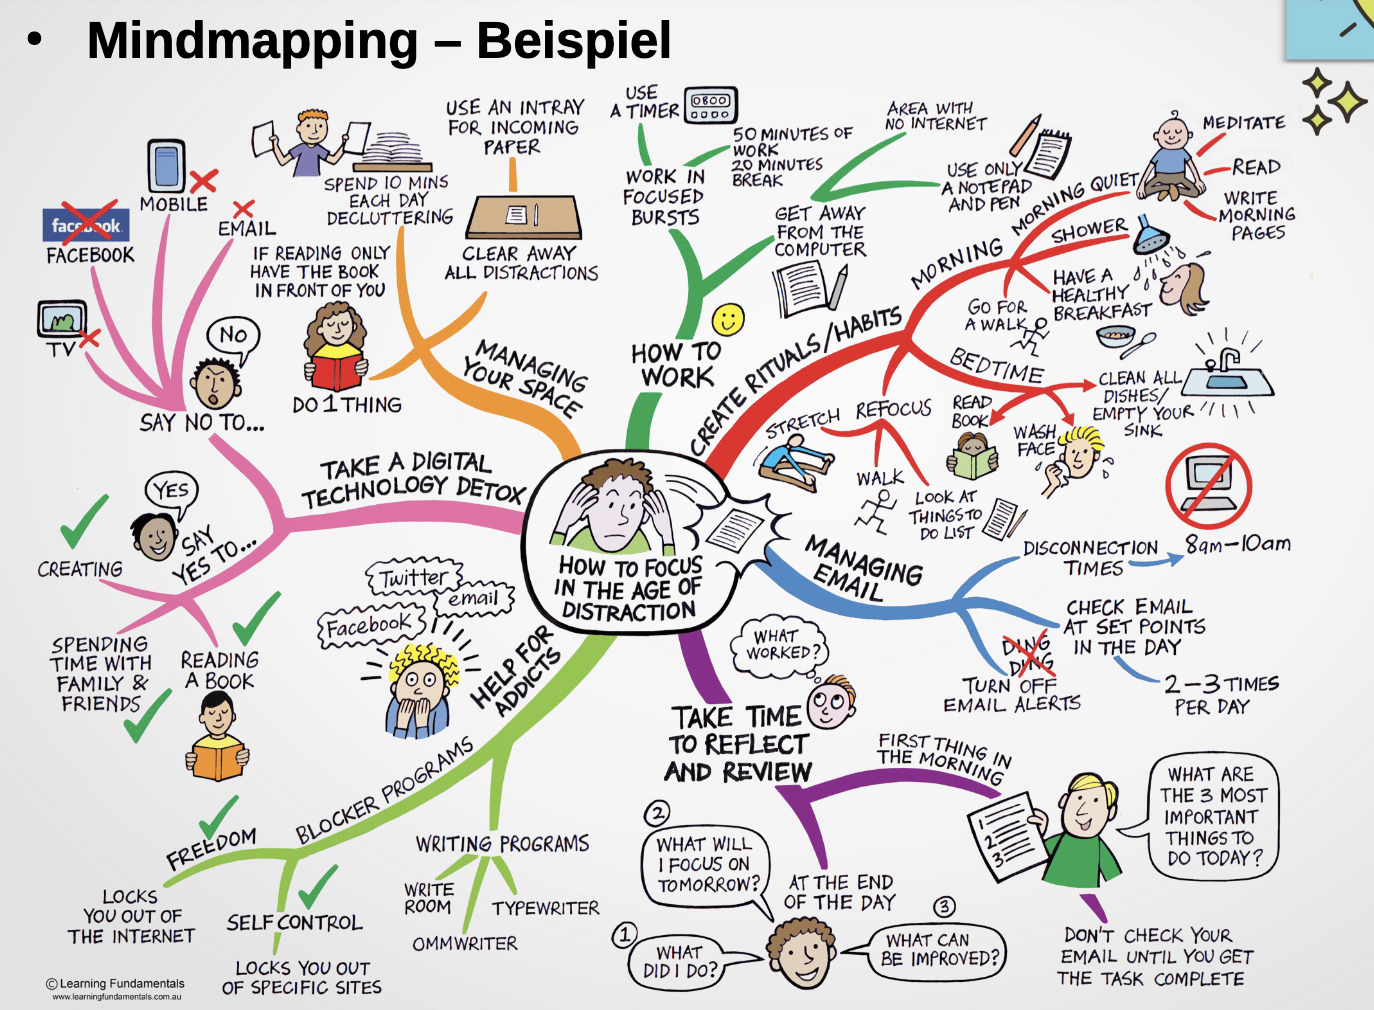 • Mindmapping – Beispiel
HOW TO FOCUS
IN THE AGE OF
DISTRACTION
MANAGING
YOUR SPACE
SPEND 10 MINS
EACH DAY
DECLUTTERING
USE AN INTRAY
FOR INCOMING
PAPER
CLEAR AWAY
ALL DISTRACTIONS
IF READING ONLY
HAVE THE BOOK
IN FRONT OF YOU
DO 1 THING
HOW TO
WORK
WORK IN
FOCUSED
BURSTS
USE
A TIMER
0800
50 MINUTES OF
WORK
20 MINUTES
BREAK
GET AWAY
FROM THE
COMPUTER
AREA WITH
NO INTERNET
USE ONLY
A NOTEPAD
AND PEN
CREATE RITUALS/HABITS
MORNING
MORNING QUIET
MEDITATE
READ
WRITE
MORNING
PAGES
SHOWER
HAVE A
HEALTHY
BREAKFAST
GO FOR
A WALK
BEDTIME
CLEAN ALL
DISHES/
EMPTY YOUR
SINK
READ
BOOK
WASH
FACE
REFOCUS
STRETCH
WALK
LOOK AT
THINGS TO
DO LIST
MANAGING
EMAIL
DISCONNECTION
TIMES
8am–10am
CHECK EMAIL
AT SET POINTS
IN THE DAY
2–3 TIMES
PER DAY
DING
DING
TURN OFF
EMAIL ALERTS
WHAT
WORKED?
TAKE TIME
TO REFLECT
AND REVIEW
FIRST THING IN
THE MORNING
1
2
3
WHAT ARE
THE 3 MOST
IMPORTANT
THINGS TO
DO TODAY?
DON'T CHECK YOUR
EMAIL UNTIL YOU GET
THE TASK COMPLETE
AT THE END
OF THE DAY
1
WHAT
DID I DO?
2
WHAT WILL
I FOCUS ON
TOMORROW?
3
WHAT CAN
BE IMPROVED?
HELP FOR
ADDICTS
Twitter
email
Facebook
BLOCKER PROGRAMS
FREEDOM
LOCKS
YOU OUT OF
THE INTERNET
SELF CONTROL
LOCKS YOU OUT
OF SPECIFIC SITES
WRITING PROGRAMS
WRITE
ROOM
OMMWRITER
TYPEWRITER
TAKE A DIGITAL
TECHNOLOGY DETOX
SAY NO TO...
NO
TV
facebook
FACEBOOK
MOBILE
EMAIL
SAY
YES TO...
YES
CREATING
SPENDING
TIME WITH
FAMILY &
FRIENDS
READING
A BOOK
© Learning Fundamentals
www.learningfundamentals.com.au